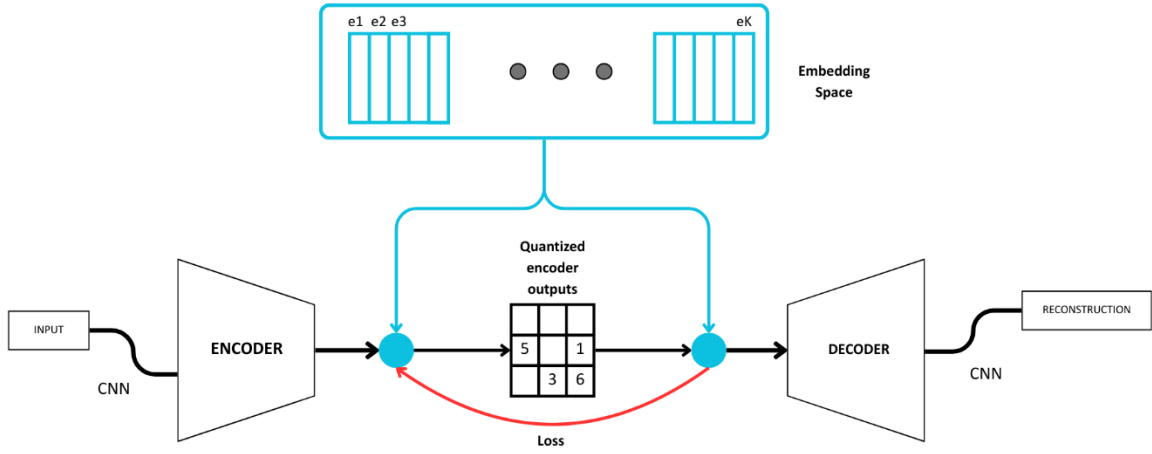 e1 e2 e3
eK
Embedding
Space
Quantized
encoder
outputs
INPUT
CNN
ENCODER
5 1
3 6
Loss
DECODER
CNN
RECONSTRUCTION